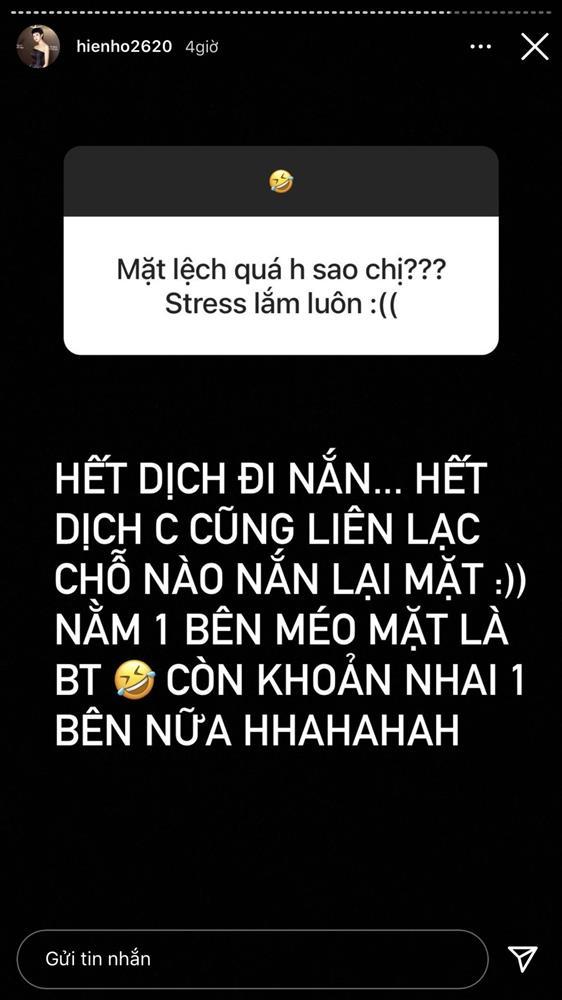 hienho2620 4giờ
🤣
Mặt lệch quá h sao chị???
Stress lắm luôn :((
HẾT DỊCH ĐI NẮN... HẾT
DỊCH C CŨNG LIÊN LẠC
CHỖ NÀO NẮN LẠI MẶT :))
NẰM 1 BÊN MÉO MẶT LÀ
BT 🤣 CÒN KHOẢN NHAI 1
BÊN NỮA HHAHAHAH
Gửi tin nhắn